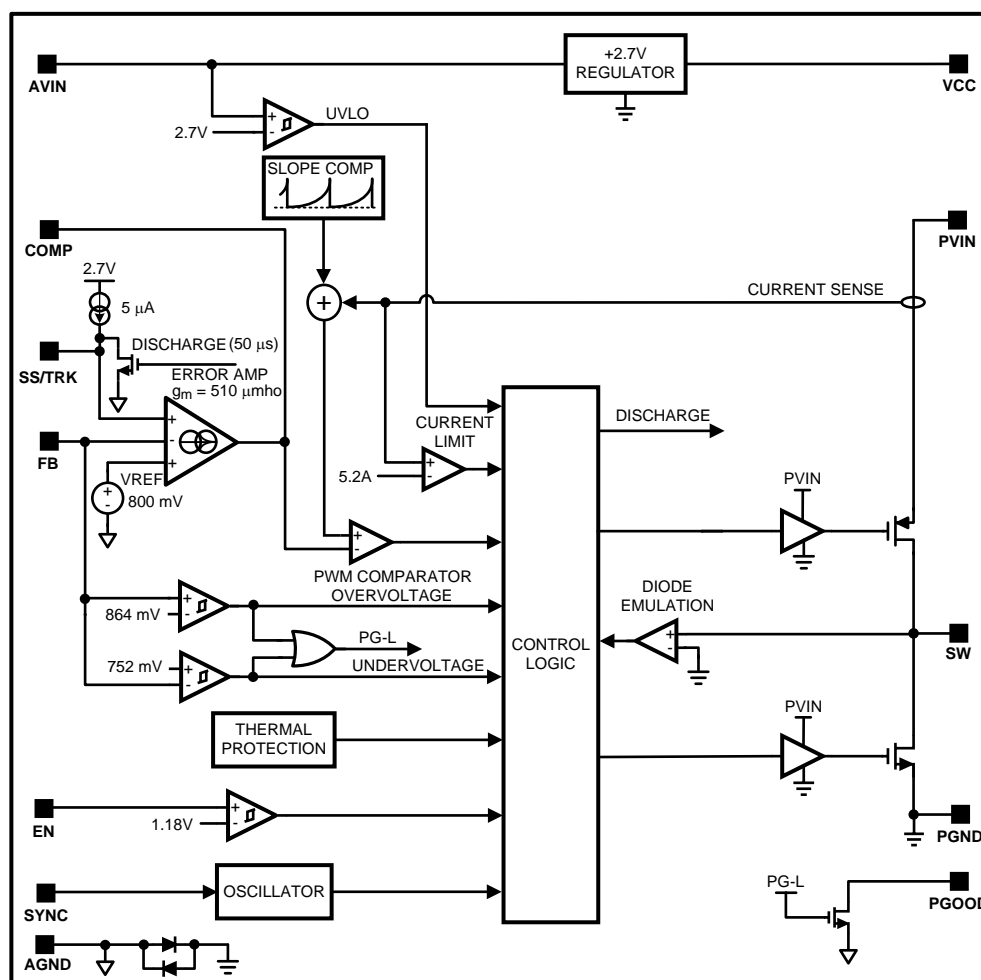 AVIN
+2.7V
REGULATOR
VCC
+
-
2.7V
UVLO
SLOPE COMP
COMP
PVIN
2.7V
5 μA
+
CURRENT SENSE
DISCHARGE (50 μs)
SS/TRK
ERROR AMP
gm = 510 μmho
+
-
+
FB
VREF
800 mV
+
-
CURRENT
LIMIT
DISCHARGE
5.2A
+
-
PVIN
+
-
PWM COMPARATOR
OVERVOLTAGE
864 mV
+
-
PG-L
752 mV
+
-
UNDERVOLTAGE
CONTROL
LOGIC
DIODE
EMULATION
+
-
SW
THERMAL
PROTECTION
PVIN
EN
1.18V
+
-
PGND
SYNC
OSCILLATOR
PG-L
PGOOD
AGND